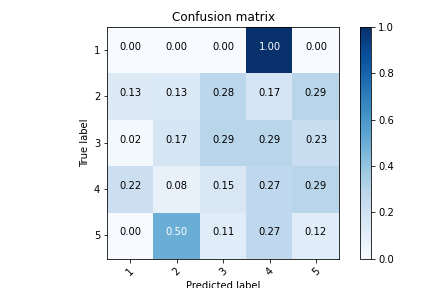 Confusion matrix
1 0.00 0.00 0.00 1.00 0.00
2 0.13 0.13 0.28 0.17 0.29
3 0.02 0.17 0.29 0.29 0.23
4 0.22 0.08 0.15 0.27 0.29
5 0.00 0.50 0.11 0.27 0.12
1 2 3 4 5
True label
Predicted label
1.0
0.8
0.6
0.4
0.2
0.0